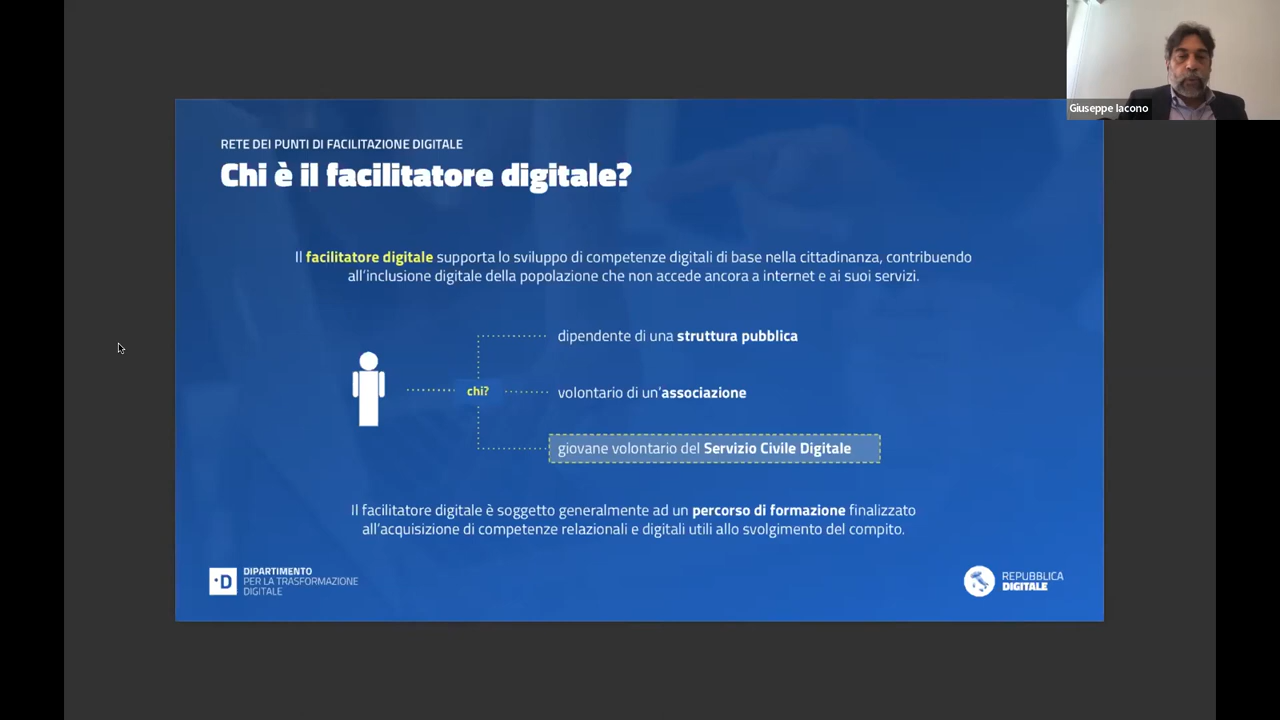 Giuseppe Iacono
RETE DEI PUNTI DI FACILITAZIONE DIGITALE
Chi è il facilitatore digitale?
Il facilitatore digitale supporta lo sviluppo di competenze digitali di base nella cittadinanza, contribuendo
all'inclusione digitale della popolazione che non accede ancora a internet e ai suoi servizi.
dipendente di una struttura pubblica
chi?
volontario di un'associazione
giovane volontario del Servizio Civile Digitale
Il facilitatore digitale è soggetto generalmente ad un percorso di formazione finalizzato
all'acquisizione di competenze relazionali e digitali utili allo svolgimento del compito.
·D
DIPARTIMENTO
PER LA TRASFORMAZIONE
DIGITALE
REPUBBLICA
DIGITALE